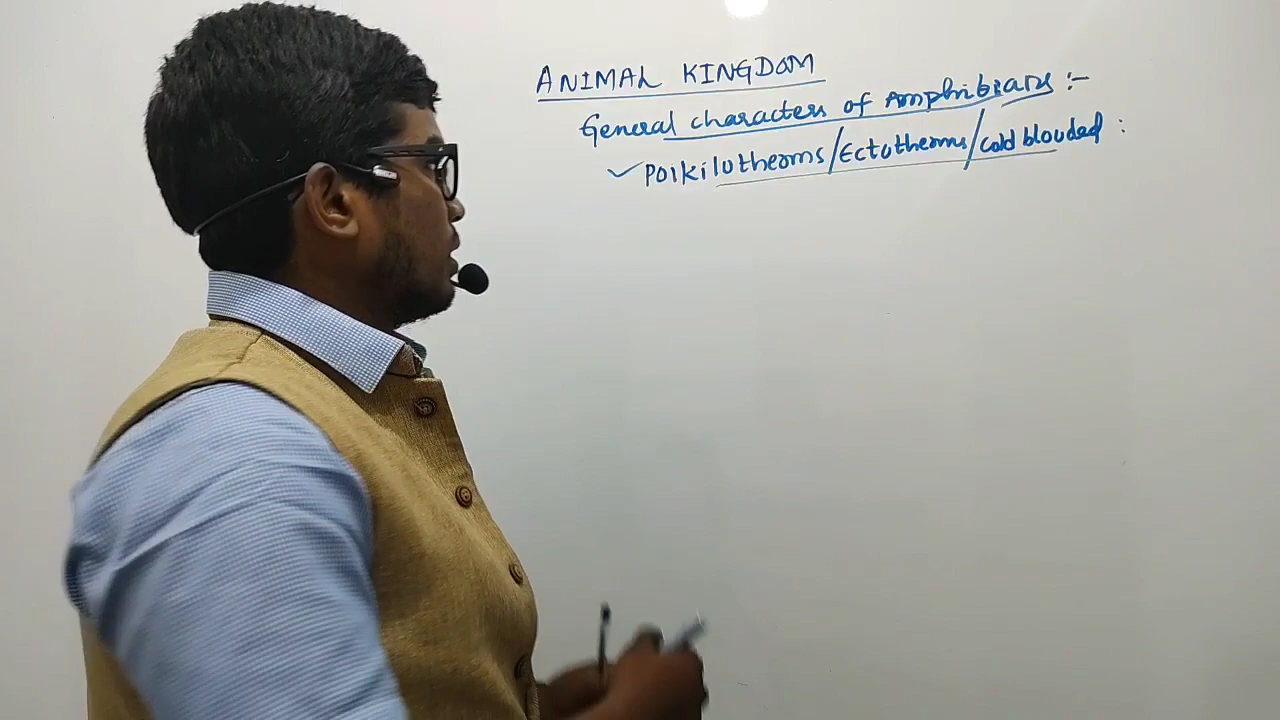 ANIMAL KINGDOM
General characters of Amphibians :-
✓ Poikilotherms/Ectotherms/cold blooded :